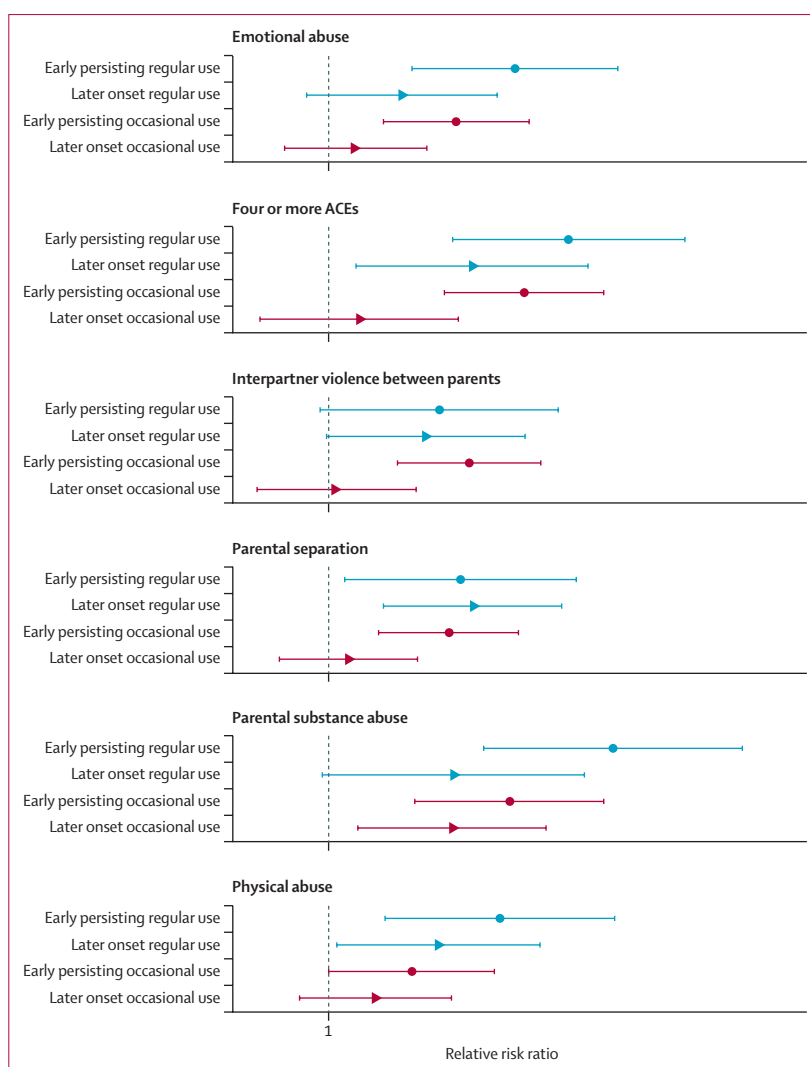 Emotional abuse
Early persisting regular use
Later onset regular use
Early persisting occasional use
Later onset occasional use
Four or more ACEs
Early persisting regular use
Later onset regular use
Early persisting occasional use
Later onset occasional use
Interpartner violence between parents
Early persisting regular use
Later onset regular use
Early persisting occasional use
Later onset occasional use
Parental separation
Early persisting regular use
Later onset regular use
Early persisting occasional use
Later onset occasional use
Parental substance abuse
Early persisting regular use
Later onset regular use
Early persisting occasional use
Later onset occasional use
Physical abuse
Early persisting regular use
Later onset regular use
Early persisting occasional use
Later onset occasional use
1
Relative risk ratio